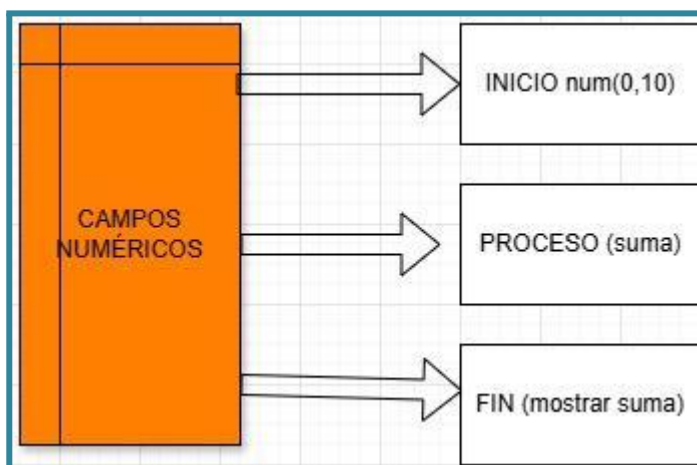 CAMPOS
NUMÉRICOS
INICIO num(0,10)
PROCESO (suma)
FIN (mostrar suma)